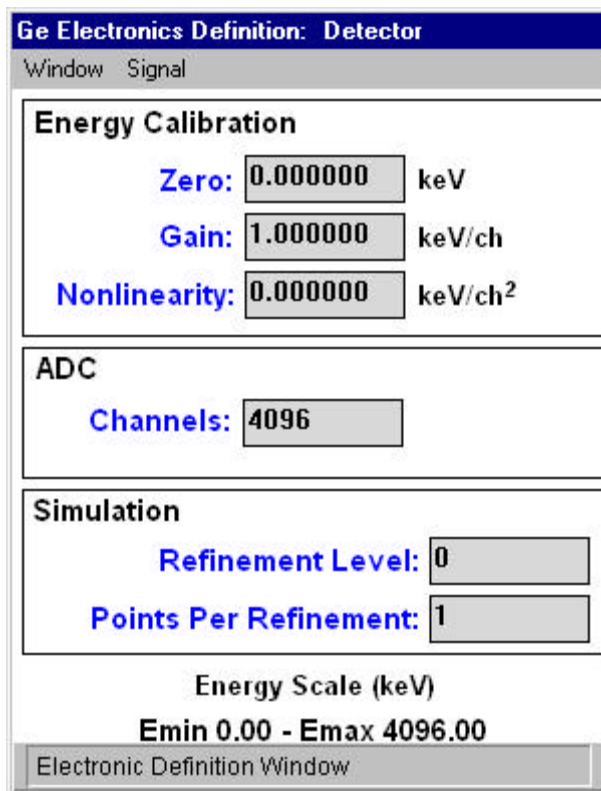 Ge Electronics Definition: Detector
Window Signal
Energy Calibration
Zero: 0.000000 keV
Gain: 1.000000 keV/ch
Nonlinearity: 0.000000 keV/ch²
ADC
Channels: 4096
Simulation
Refinement Level: 0
Points Per Refinement: 1
Energy Scale (keV)
Emin 0.00 - Emax 4096.00
Electronic Definition Window